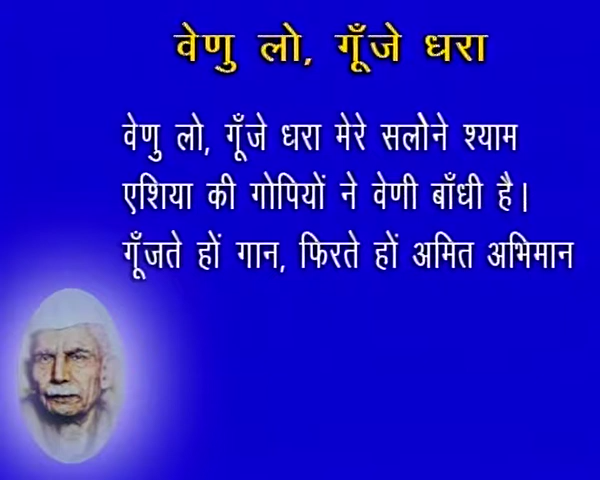 वेणु लो, गूँजे धरा
वेणु लो, गूँजे धरा मेरे सलोने श्याम
एशिया की गोपियों ने वेणी बाँधी है।
गूँजते हों गान, फिरते हों अमित अभिमान